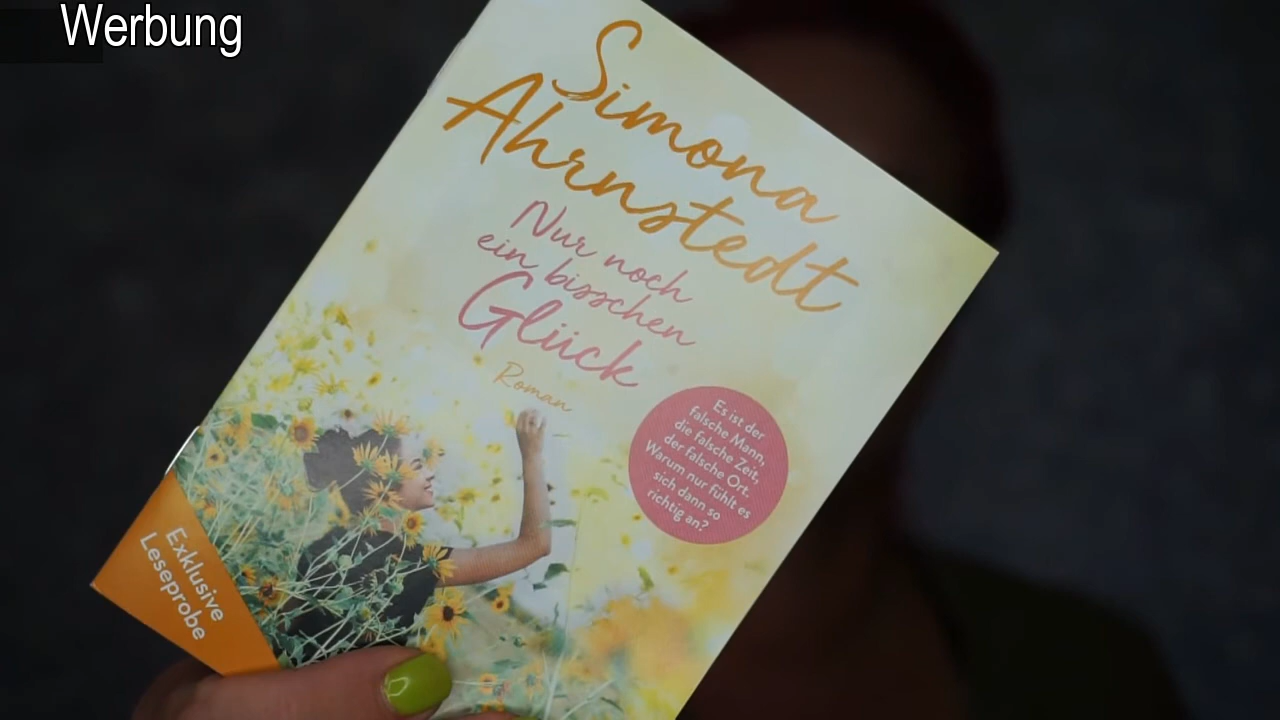 Werbung
Simona
Ahrnstedt
Nur noch
ein bisschen
Glück
Roman
Es ist der
falsche Mann,
die falsche Zeit,
der falsche Ort.
Warum nur fühlt es
sich dann so
richtig an?
Exklusive
Leseprobe